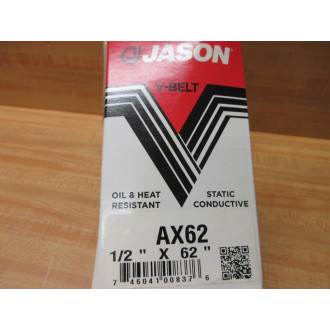 JASON
V-BELT
OIL & HEAT
RESISTANT
STATIC
CONDUCTIVE
AX62
1/2 " X 62 "
7 46041 00837 6